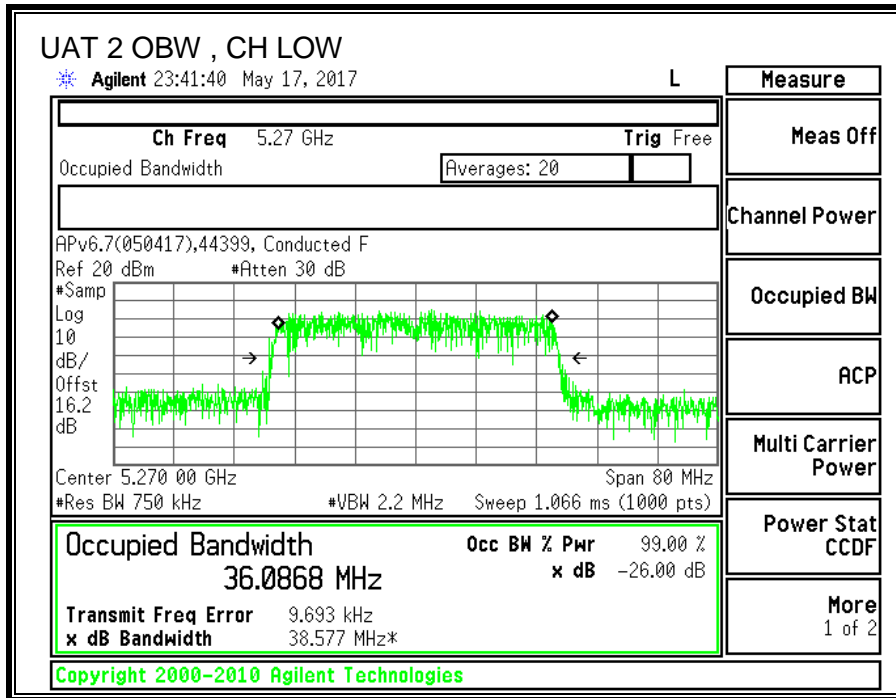 UAT 2 OBW , CH LOW
Agilent 23:41:40 May 17, 2017 L
Measure
Ch Freq 5.27 GHz Trig Free
Meas Off
Occupied Bandwidth Averages: 20
Channel Power
APv6.7(050417),44399, Conducted F
Ref 20 dBm #Atten 30 dB
#Samp
Log
10
dB/
Offst
16.2
dB
Occupied BW
ACP
Center 5.270 00 GHz Span 80 MHz
#Res BW 750 kHz #VBW 2.2 MHz Sweep 1.066 ms (1000 pts)
Multi Carrier
Power
Occupied Bandwidth Occ BW % Pwr 99.00 %
36.0868 MHz x dB -26.00 dB
Transmit Freq Error 9.693 kHz
x dB Bandwidth 38.577 MHz*
Power Stat
CCDF
More
1 of 2
Copyright 2000-2010 Agilent Technologies